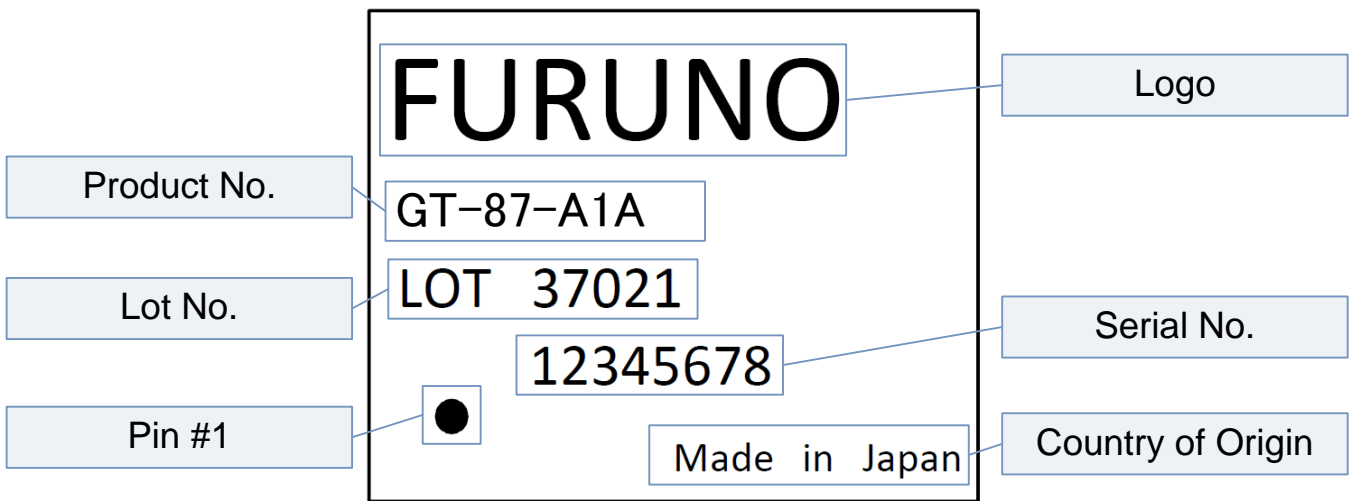 FURUNO
Logo
Product No.
GT-87-A1A
Lot No.
LOT 37021
12345678
Serial No.
Pin #1
Made in Japan
Country of Origin